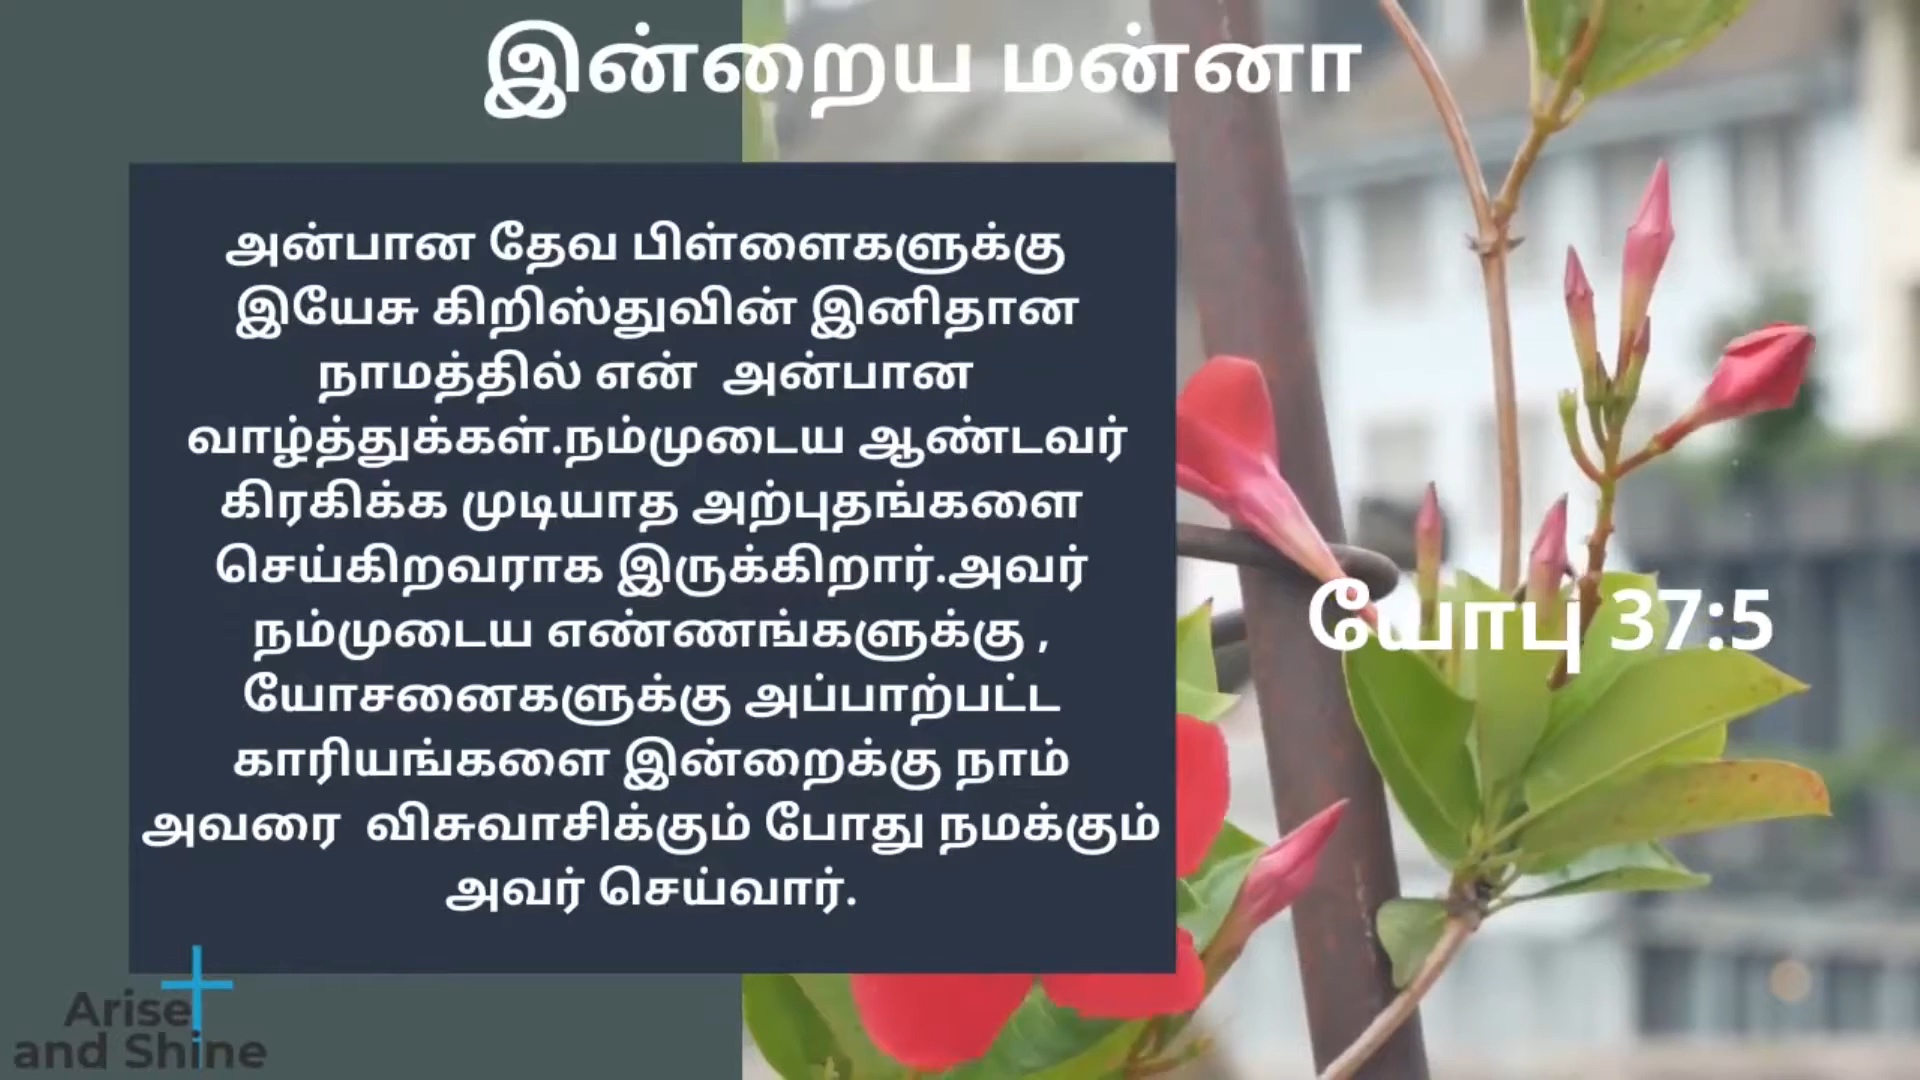 இன்றைய மன்னா
அன்பான தேவ பிள்ளைகளுக்கு
இயேசு கிறிஸ்துவின் இனிதான
நாமத்தில் என் அன்பான
வாழ்த்துக்கள்.நம்முடைய ஆண்டவர்
கிரகிக்க முடியாத அற்புதங்களை
செய்கிறவராக இருக்கிறார்.அவர்
நம்முடைய எண்ணங்களுக்கு ,
யோசனைகளுக்கு அப்பாற்பட்ட
காரியங்களை இன்றைக்கு நாம்
அவரை விசுவாசிக்கும் போது நமக்கும்
அவர் செய்வார்.
யோபு 37:5
Arise
and Shine